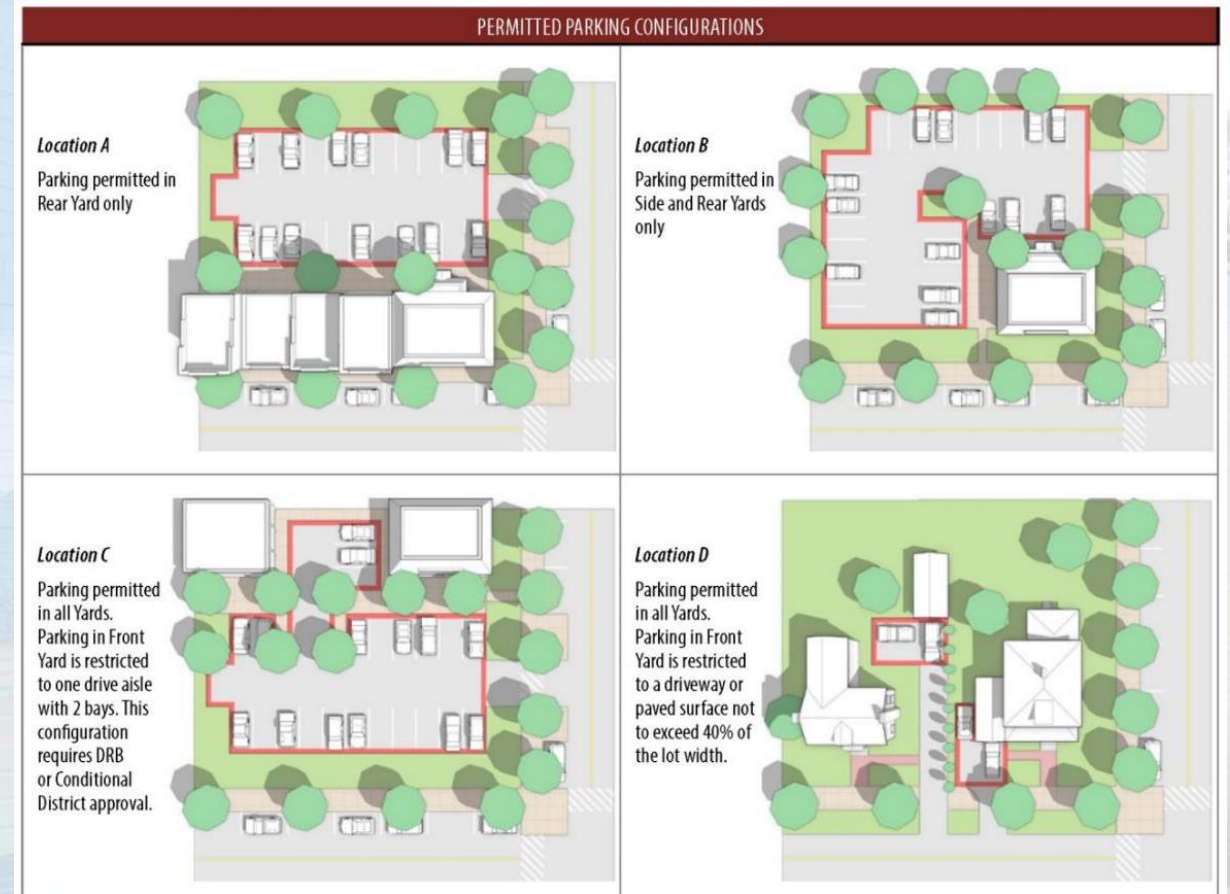 PERMITTED PARKING CONFIGURATIONS
Location A
Parking permitted in
Rear Yard only
Location B
Parking permitted in
Side and Rear Yards
only
Location C
Parking permitted
in all Yards.
Parking in Front
Yard is restricted
to one drive aisle
with 2 bays. This
configuration
requires DRB
or Conditional
District approval.
Location D
Parking permitted
in all Yards.
Parking in Front
Yard is restricted
to a driveway or
paved surface not
to exceed 40% of
the lot width.